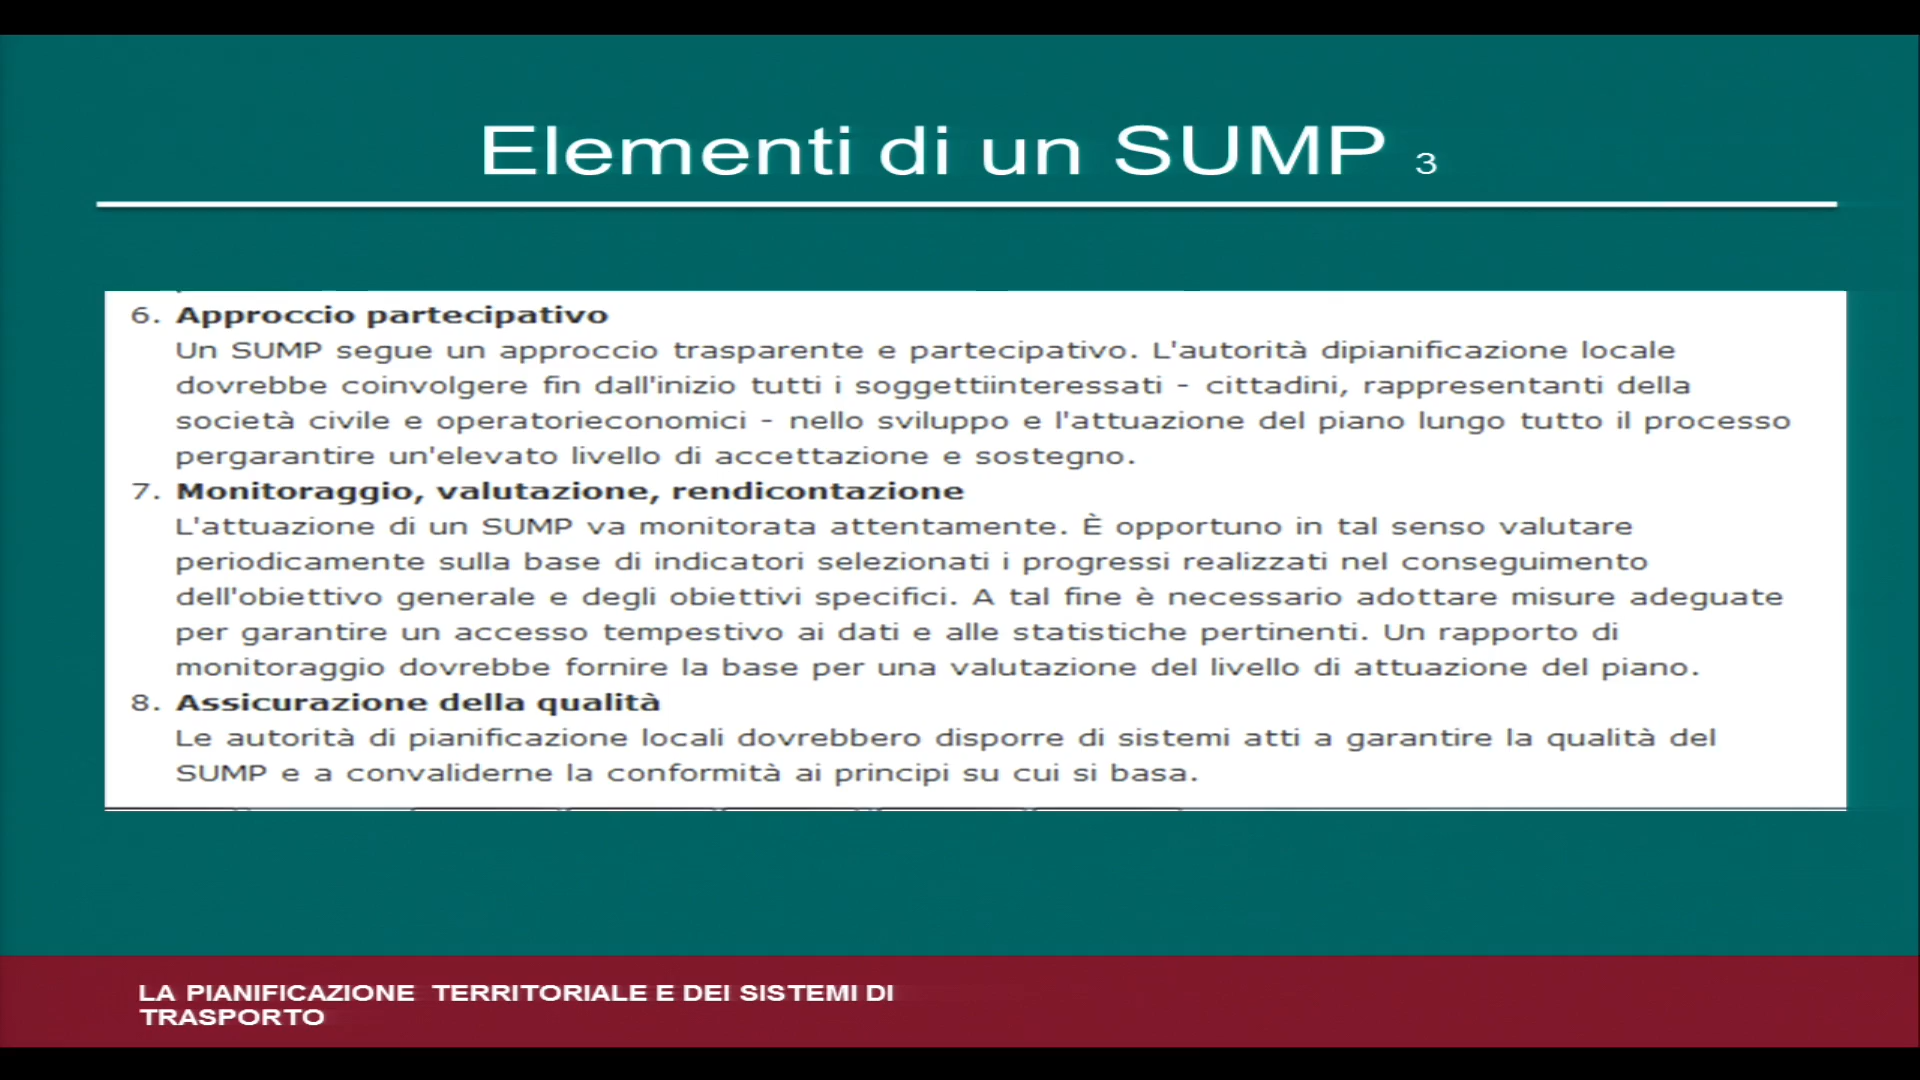 Elementi di un SUMP 3
6. Approccio partecipativo
Un SUMP segue un approccio trasparente e partecipativo. L'autorità dipianificazione locale
dovrebbe coinvolgere fin dall'inizio tutti i soggettiinteressati - cittadini, rappresentanti della
società civile e operatorieconomici - nello sviluppo e l'attuazione del piano lungo tutto il processo
pergarantire un'elevato livello di accettazione e sostegno.
7. Monitoraggio, valutazione, rendicontazione
L'attuazione di un SUMP va monitorata attentamente. È opportuno in tal senso valutare
periodicamente sulla base di indicatori selezionati i progressi realizzati nel conseguimento
dell'obiettivo generale e degli obiettivi specifici. A tal fine è necessario adottare misure adeguate
per garantire un accesso tempestivo ai dati e alle statistiche pertinenti. Un rapporto di
monitoraggio dovrebbe fornire la base per una valutazione del livello di attuazione del piano.
8. Assicurazione della qualità
Le autorità di pianificazione locali dovrebbero disporre di sistemi atti a garantire la qualità del
SUMP e a convaliderne la conformità ai principi su cui si basa.
LA PIANIFICAZIONE TERRITORIALE E DEI SISTEMI DI
TRASPORTO